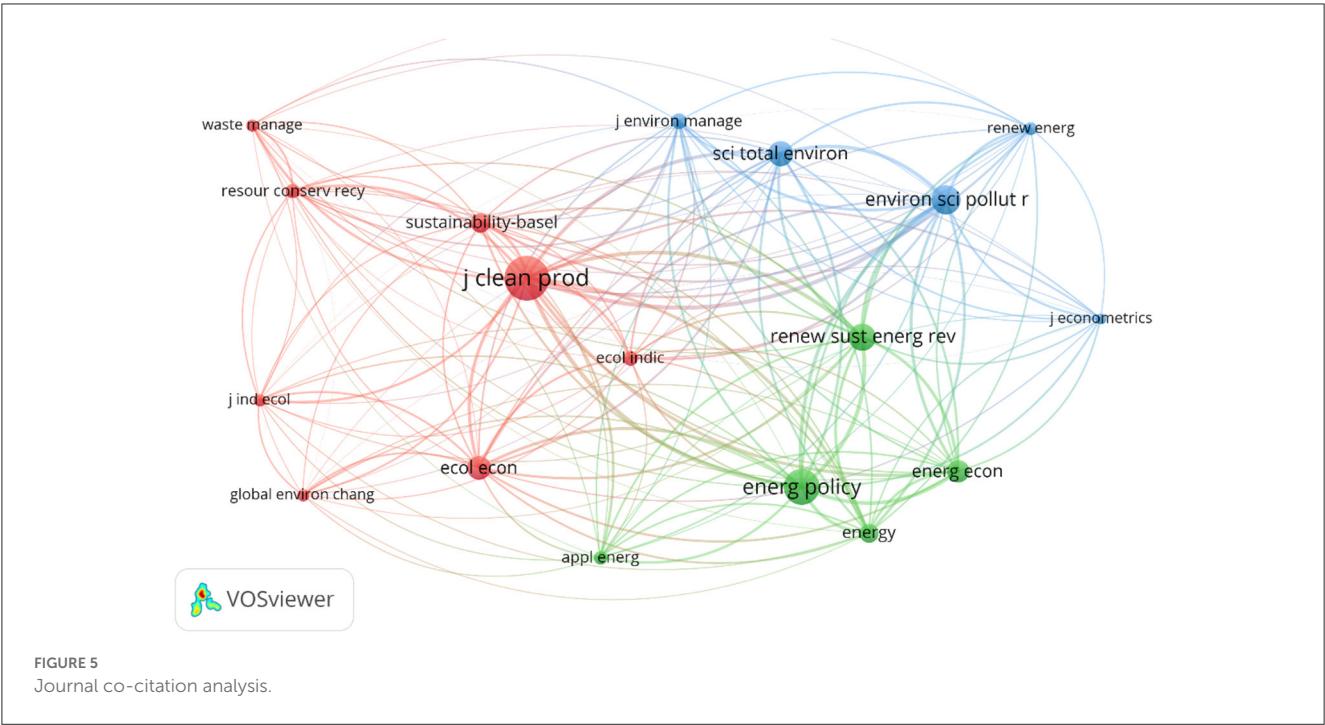 j environ manage
waste manage
renew energ
sci total environ
resour conserv recy
environ sci pollut r
sustainability-basel
j clean prod
j econometrics
renew sust energ rev
ecol indic
j ind ecol
ecol econ
energ econ
energ policy
global environ chang
energy
appl energ
VOSviewer
FIGURE 5
Journal co-citation analysis.